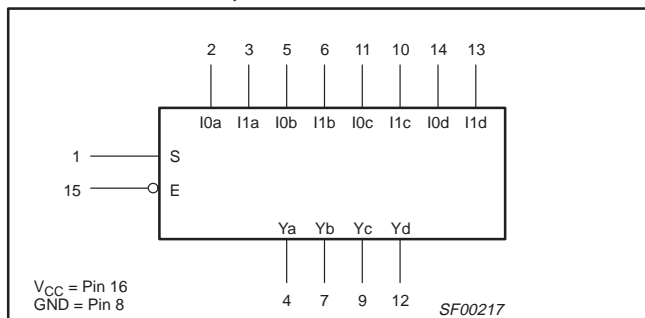 2 3 5 6 11 10 14 13
I0a I1a I0b I1b I0c I1c I0d I1d
1 S
15 E
Ya Yb Yc Yd
VCC = Pin 16
GND = Pin 8
4 7 9 12
SF00217